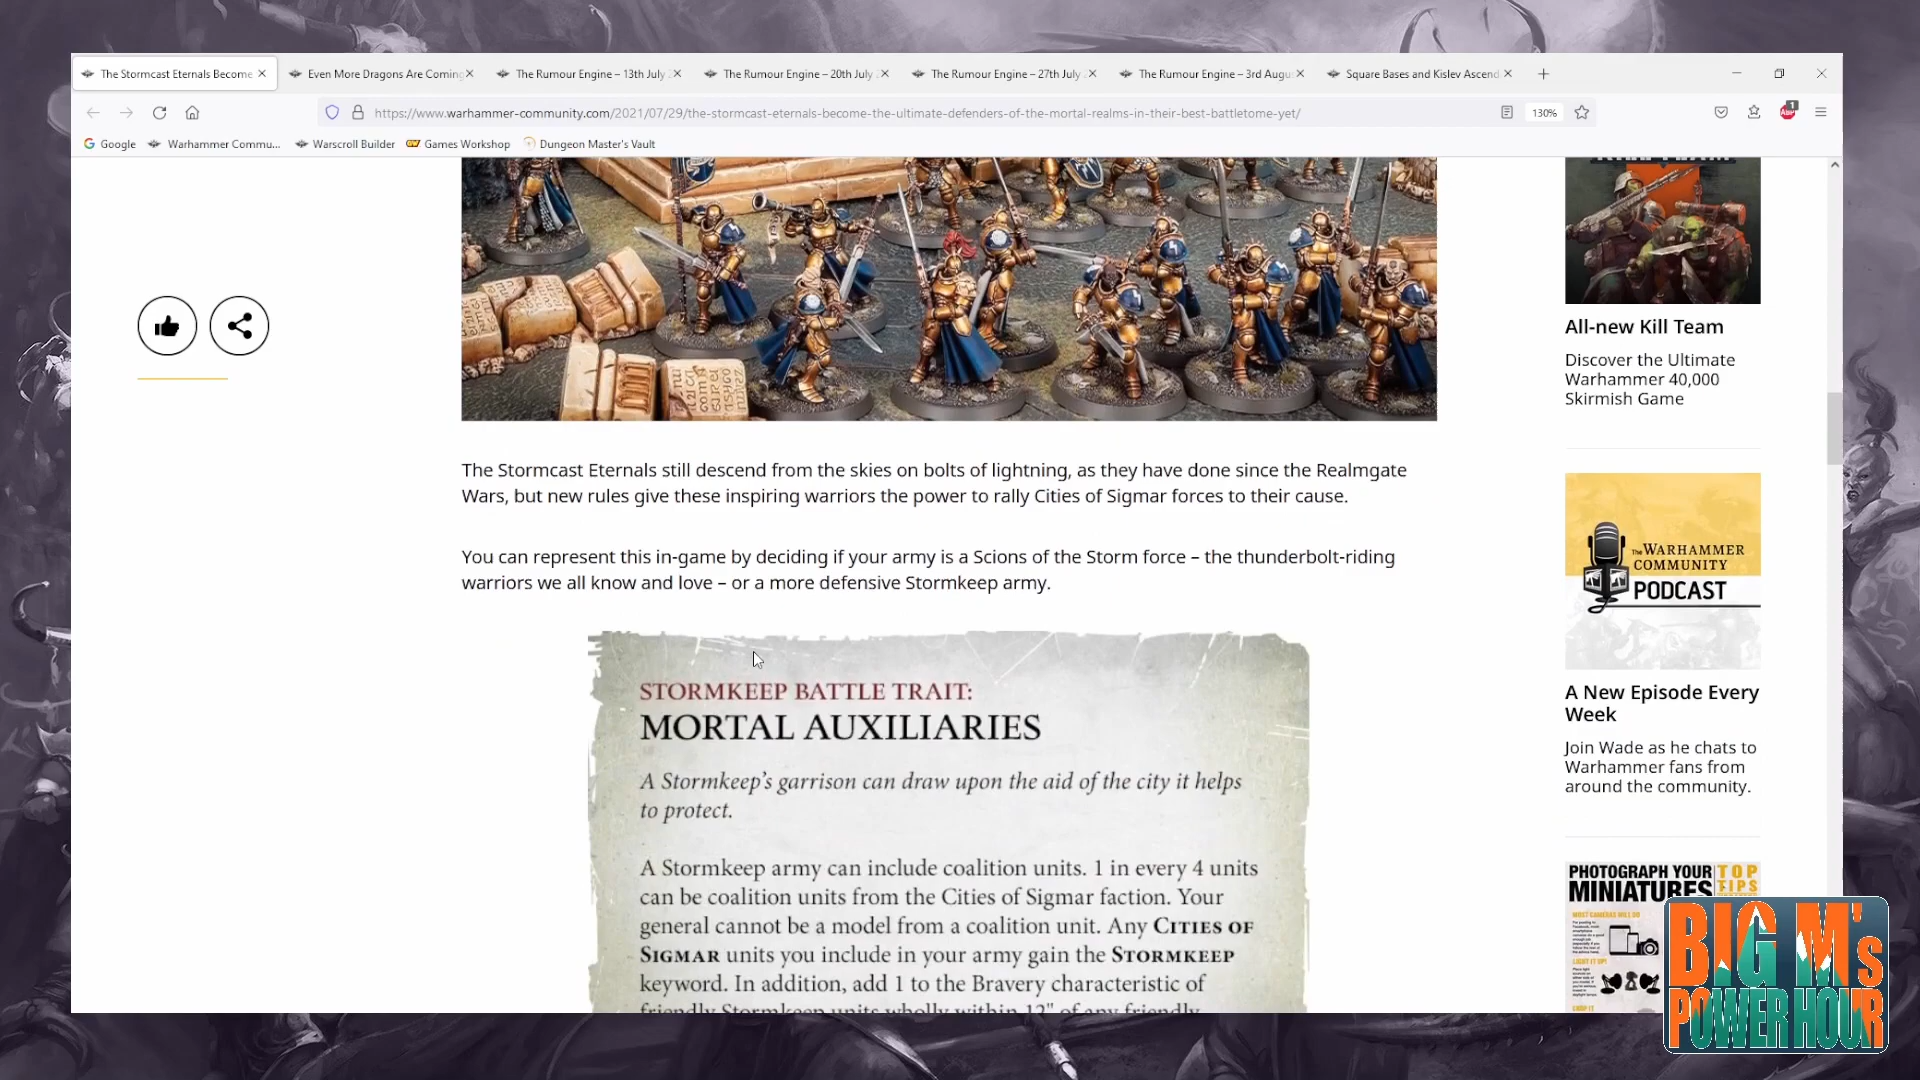 The Stormcast Eternals Become
Even More Dragons Are Coming
The Rumour Engine – 13th July
The Rumour Engine – 20th July
The Rumour Engine – 27th July
The Rumour Engine – 3rd Augu
Square Bases and Kislev Ascend
https://www.warhammer-community.com/2021/07/29/the-stormcast-eternals-become-the-ultimate-defenders-of-the-mortal-realms-in-their-best-battletome-yet/
130%
1
Google
Warhammer Commu...
Warscroll Builder
Games Workshop
Dungeon Master's Vault
The Stormcast Eternals still descend from the skies on bolts of lightning, as they have done since the Realmgate
Wars, but new rules give these inspiring warriors the power to rally Cities of Sigmar forces to their cause.
You can represent this in-game by deciding if your army is a Scions of the Storm force – the thunderbolt-riding
warriors we all know and love – or a more defensive Stormkeep army.
STORMKEEP BATTLE TRAIT:
MORTAL AUXILIARIES
A Stormkeep's garrison can draw upon the aid of the city it helps
to protect.
A Stormkeep army can include coalition units. 1 in every 4 units
can be coalition units from the Cities of Sigmar faction. Your
general cannot be a model from a coalition unit. Any CITIES OF
SIGMAR units you include in your army gain the STORMKEEP
keyword. In addition, add 1 to the Bravery characteristic of
friendly Stormkeep units wholly within 12" of any friendly
All-new Kill Team
Discover the Ultimate
Warhammer 40,000
Skirmish Game
The WARHAMMER
COMMUNITY
PODCAST
A New Episode Every
Week
Join Wade as he chats to
Warhammer fans from
around the community.
PHOTOGRAPH YOUR
MINIATURES
TOP
TIPS
BIG M's
POWER HOUR